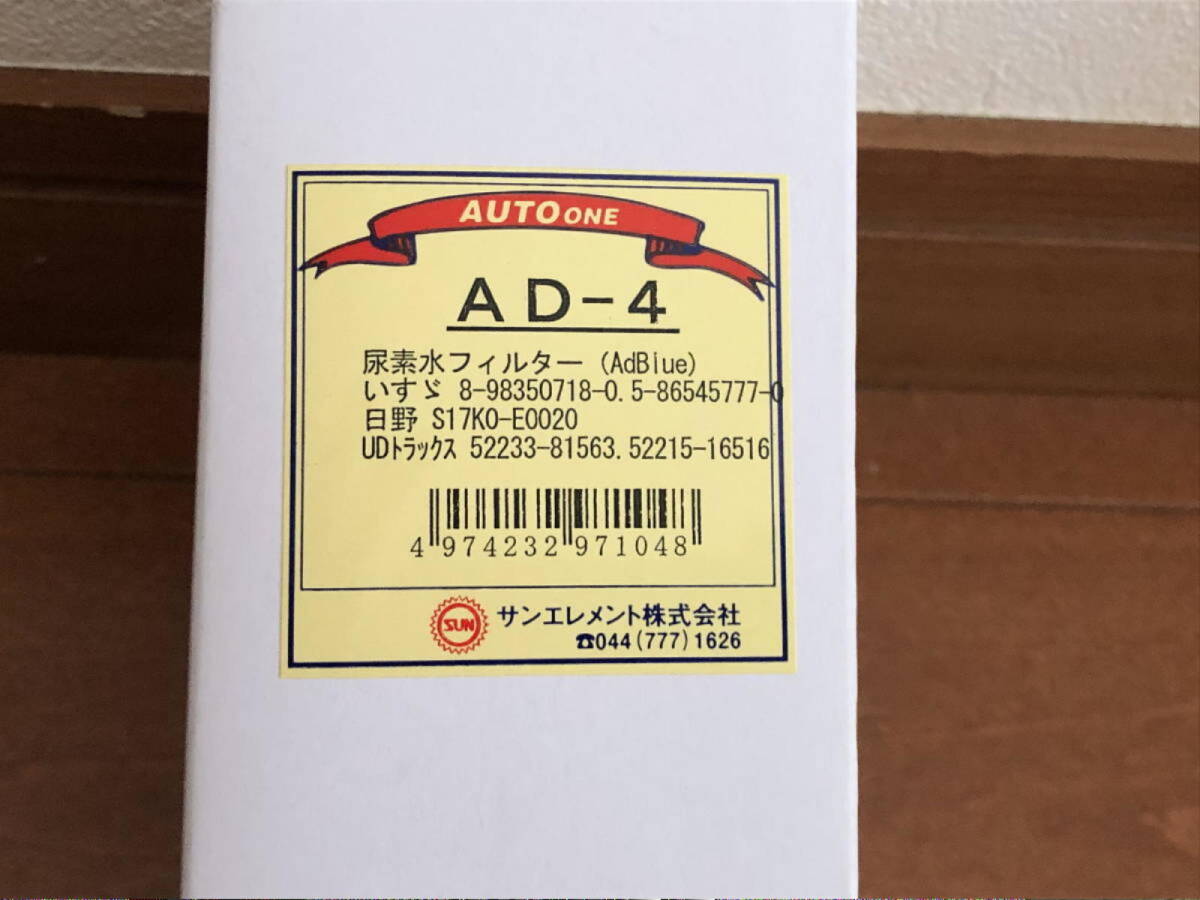 AUTO ONE
AD-4
尿素水フィルター (AdBlue)
いすゞ 8-98350718-0.5-86545777-0
日野 S17K0-E0020
UDトラックス 52233-81563.52215-16516
4 974232 971048
SUN サンエレメント株式会社
☎044(777)1626